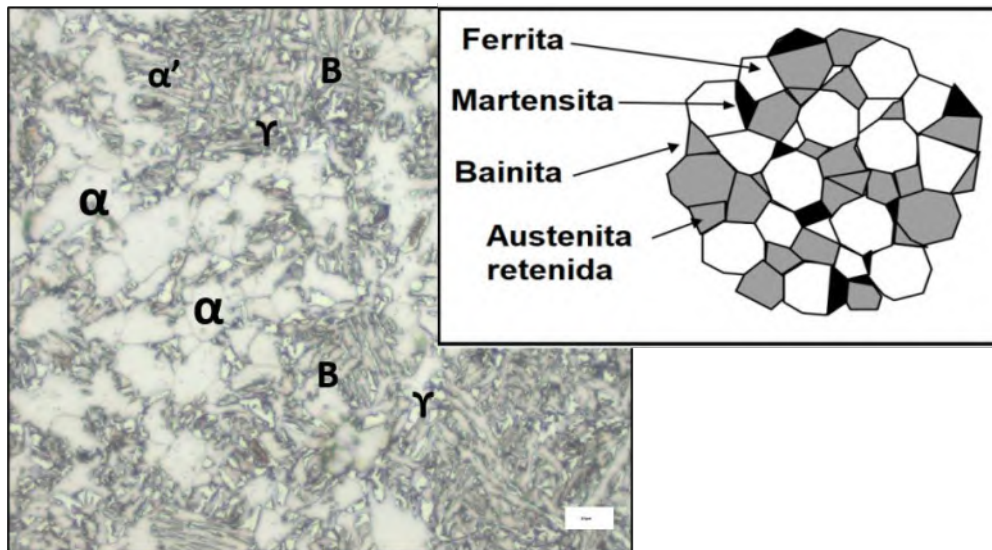 α'
B
ɤ
α
α
B
ɤ
Ferrita
Martensita
Bainita
Austenita
retenida